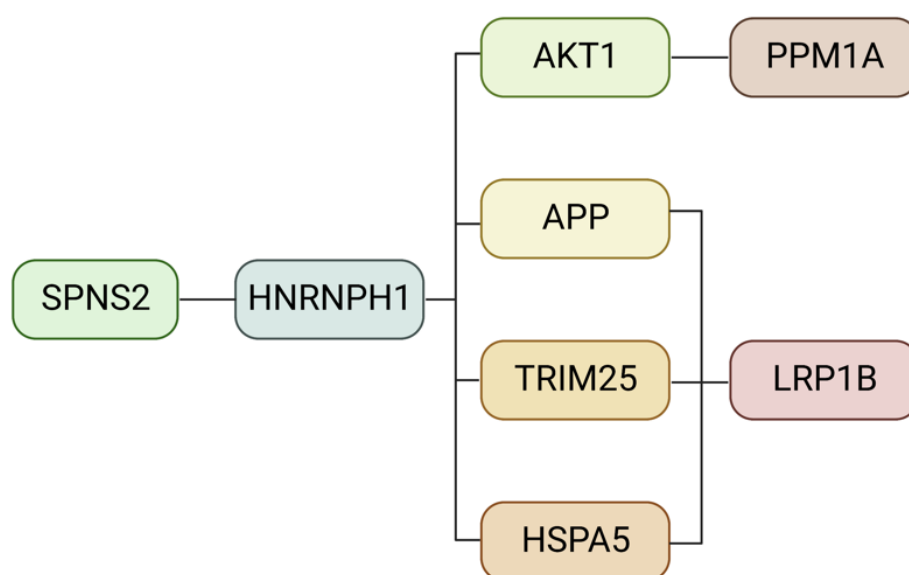 AKT1
PPM1A
APP
SPNS2
HNRNPH1
TRIM25
LRP1B
HSPA5